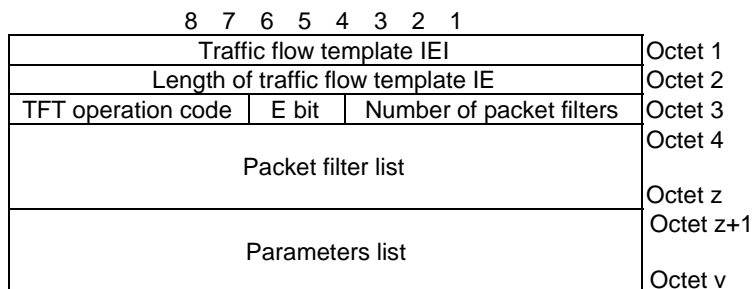 8 7 6 5 4 3 2 1
Traffic flow template IEI Octet 1
Length of traffic flow template IE Octet 2
TFT operation code E bit Number of packet filters Octet 3
Octet 4
Packet filter list
Octet z
Octet z+1
Parameters list
Octet v